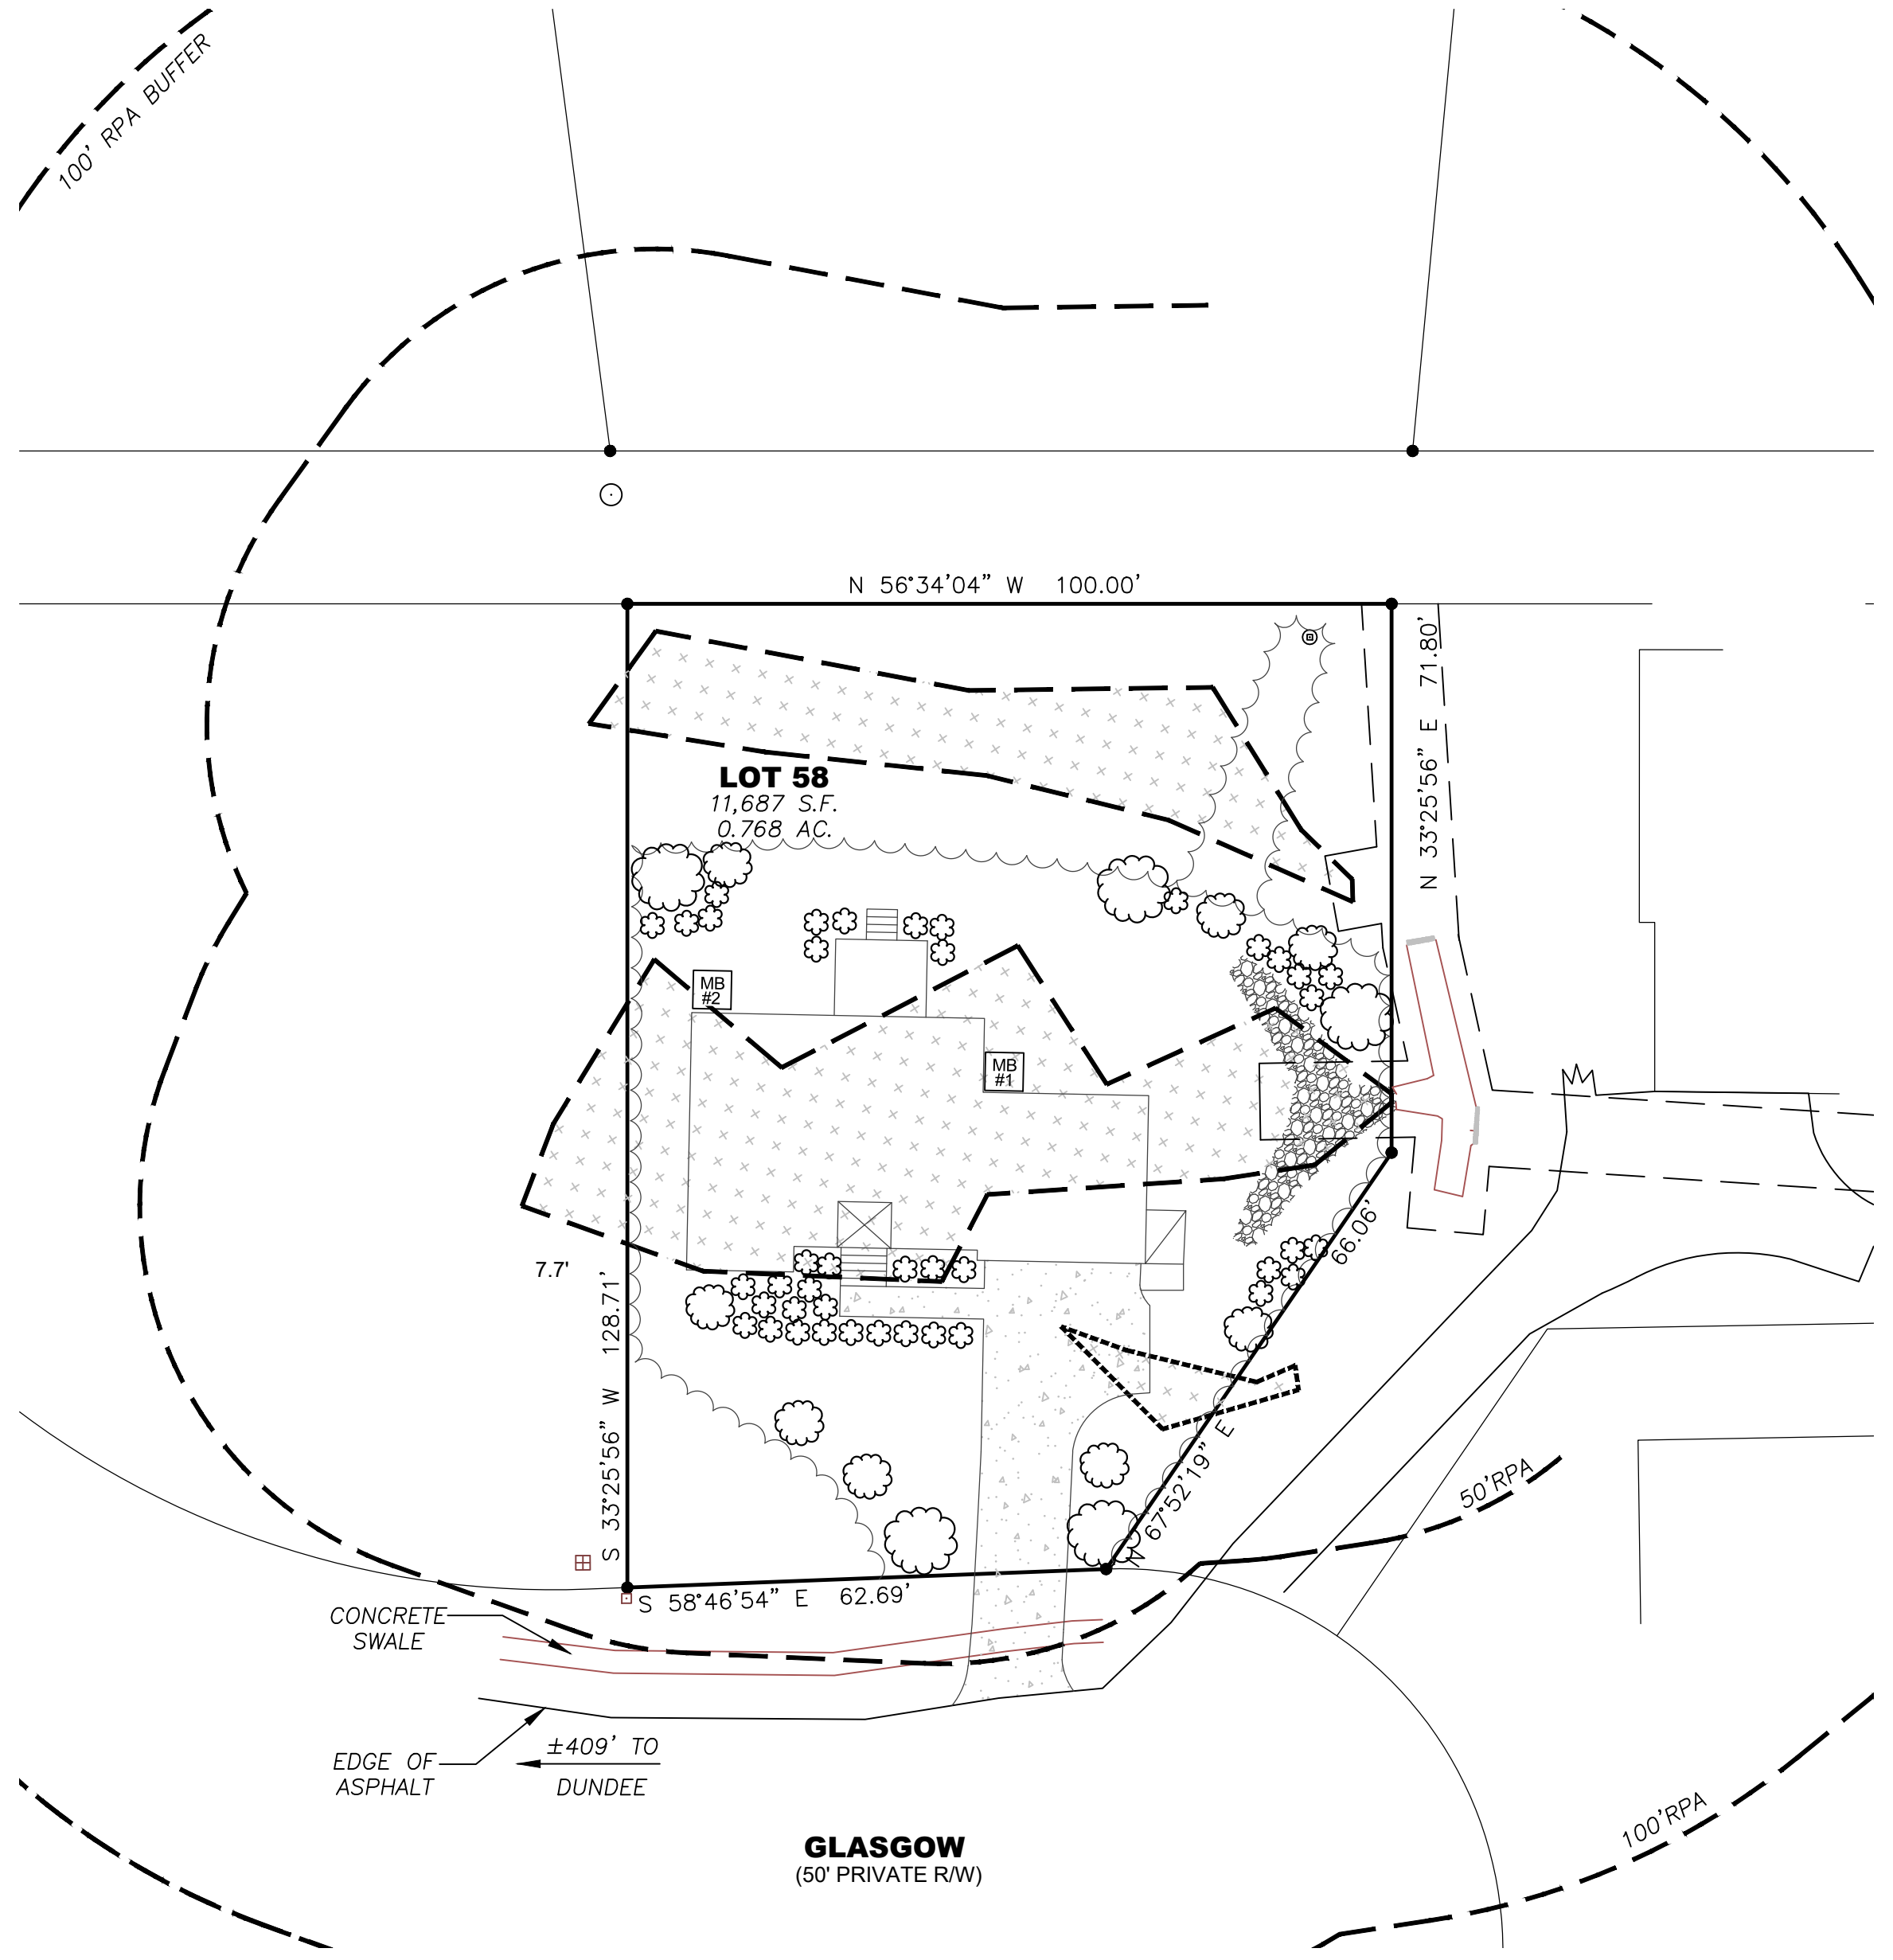 100' RPA BUFFER
N 56°34'04" W 100.00'
N 33°25'56" E 71.80'
LOT 58
11,687 S.F.
0.768 AC.
MB
#2
MB
#1
66.06'
7.7'
S 33°25'56" W 128.71'
N 67°52'19" E
50'RPA
S 58°46'54" E 62.69'
CONCRETE
SWALE
EDGE OF
ASPHALT
±409' TO
DUNDEE
100'RPA
GLASGOW
(50' PRIVATE R/W)